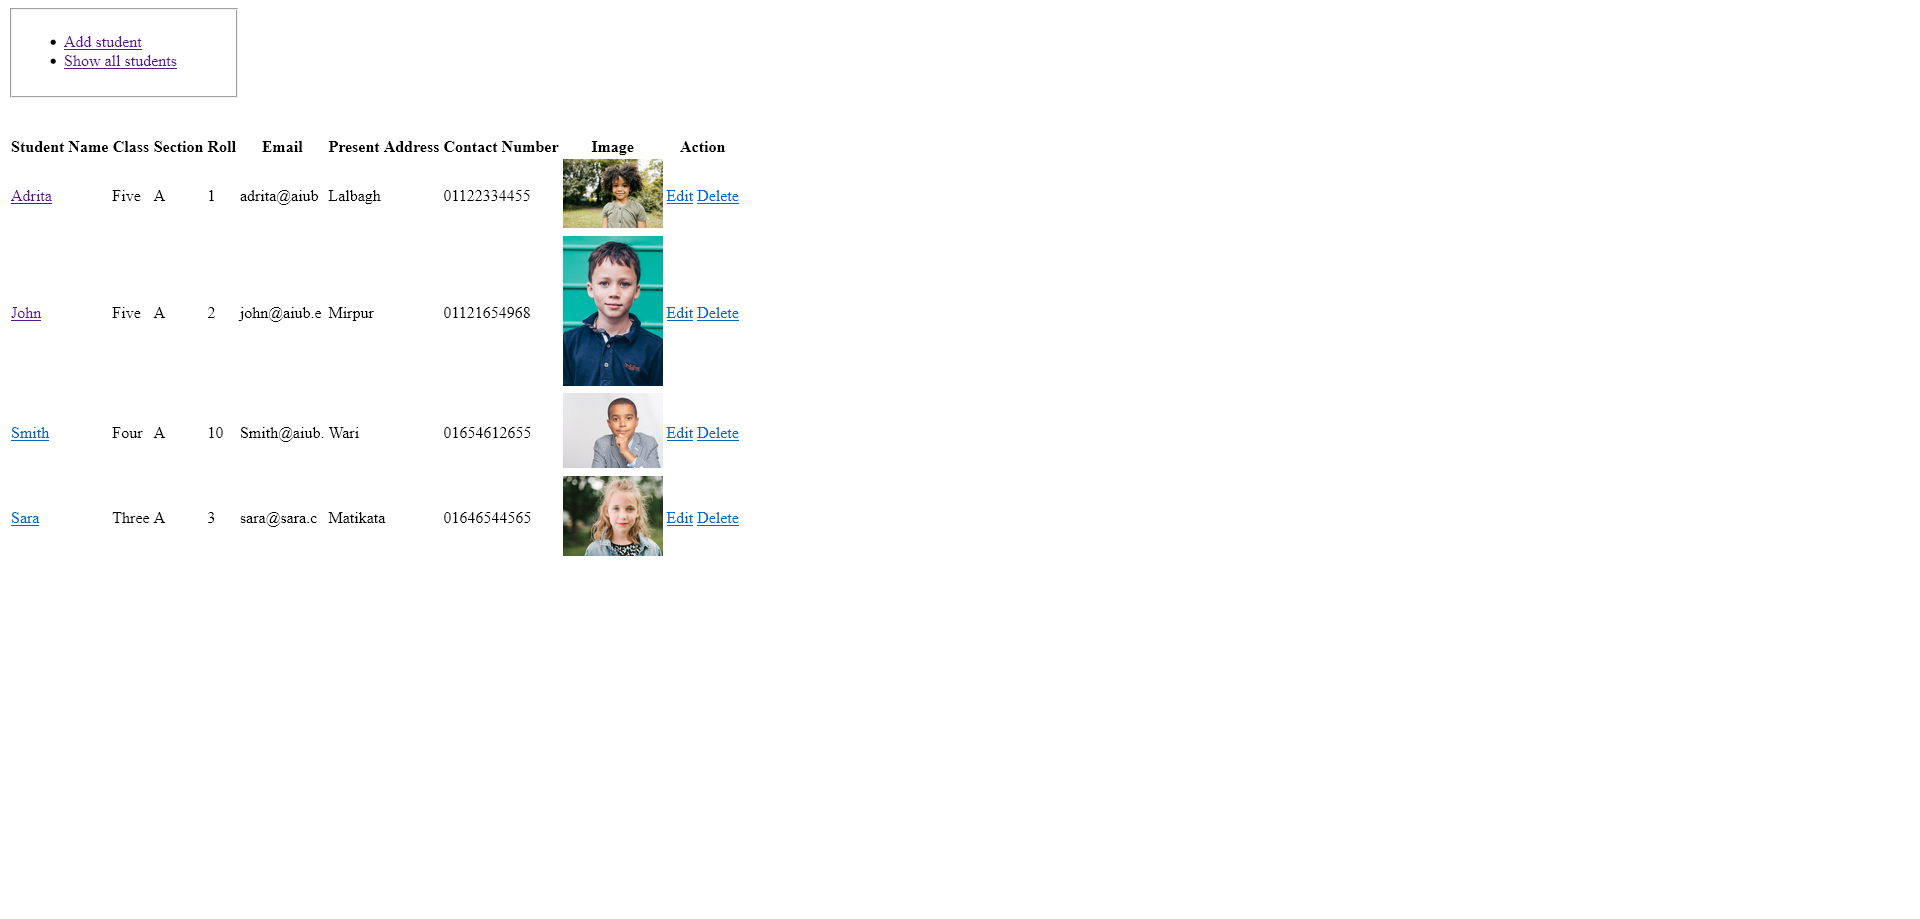 Add student
Show all students
Student Name Class Section Roll Email Present Address Contact Number Image Action
Adrita Five A 1 adrita@aiub Lalbagh 01122334455 Edit Delete
John Five A 2 john@aiub.e Mirpur 01121654968 Edit Delete
Smith Four A 10 Smith@aiub. Wari 01654612655 Edit Delete
Sara Three A 3 sara@sara.c Matikata 01646544565 Edit Delete